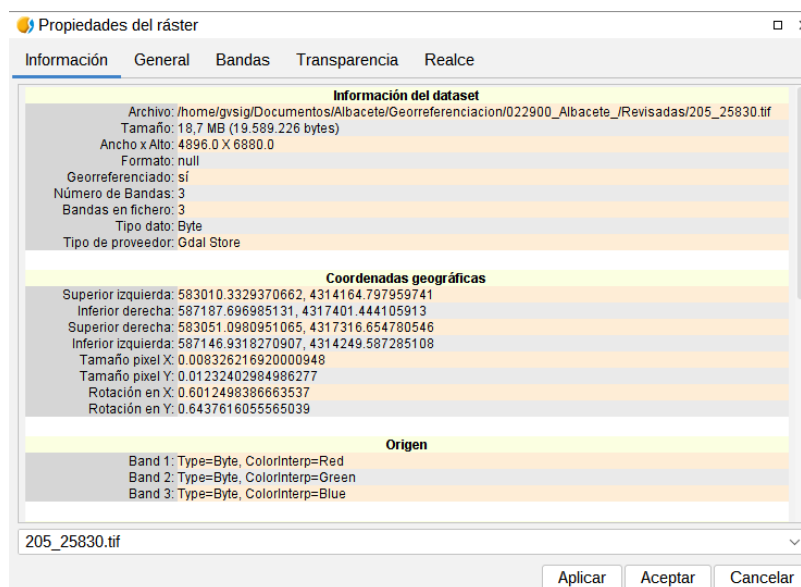 Propiedades del ráster
Información General Bandas Transparencia Realce
Información del dataset
Archivo: /home/gvsig/Documentos/Albacete/Georreferenciacion/022900_Albacete_/Revisadas/205_25830.tif
Tamaño: 18,7 MB (19.589.226 bytes)
Ancho x Alto: 4896.0 X 6880.0
Formato: null
Georreferenciado: sí
Número de Bandas: 3
Bandas en fichero: 3
Tipo dato: Byte
Tipo de proveedor: Gdal Store
Coordenadas geográficas
Superior izquierda: 583010.3329370662, 4314164.797959741
Inferior derecha: 587187.696985131, 4317401.444105913
Superior derecha: 583051.0980951065, 4317316.654780546
Inferior izquierda: 587146.9318270907, 4314249.587285108
Tamaño pixel X: 0.008326216920000948
Tamaño pixel Y: 0.01232402984986277
Rotación en X: 0.6012498386663537
Rotación en Y: 0.6437616055565039
Origen
Band 1: Type=Byte, ColorInterp=Red
Band 2: Type=Byte, ColorInterp=Green
Band 3: Type=Byte, ColorInterp=Blue
205_25830.tif
Aplicar Aceptar Cancelar